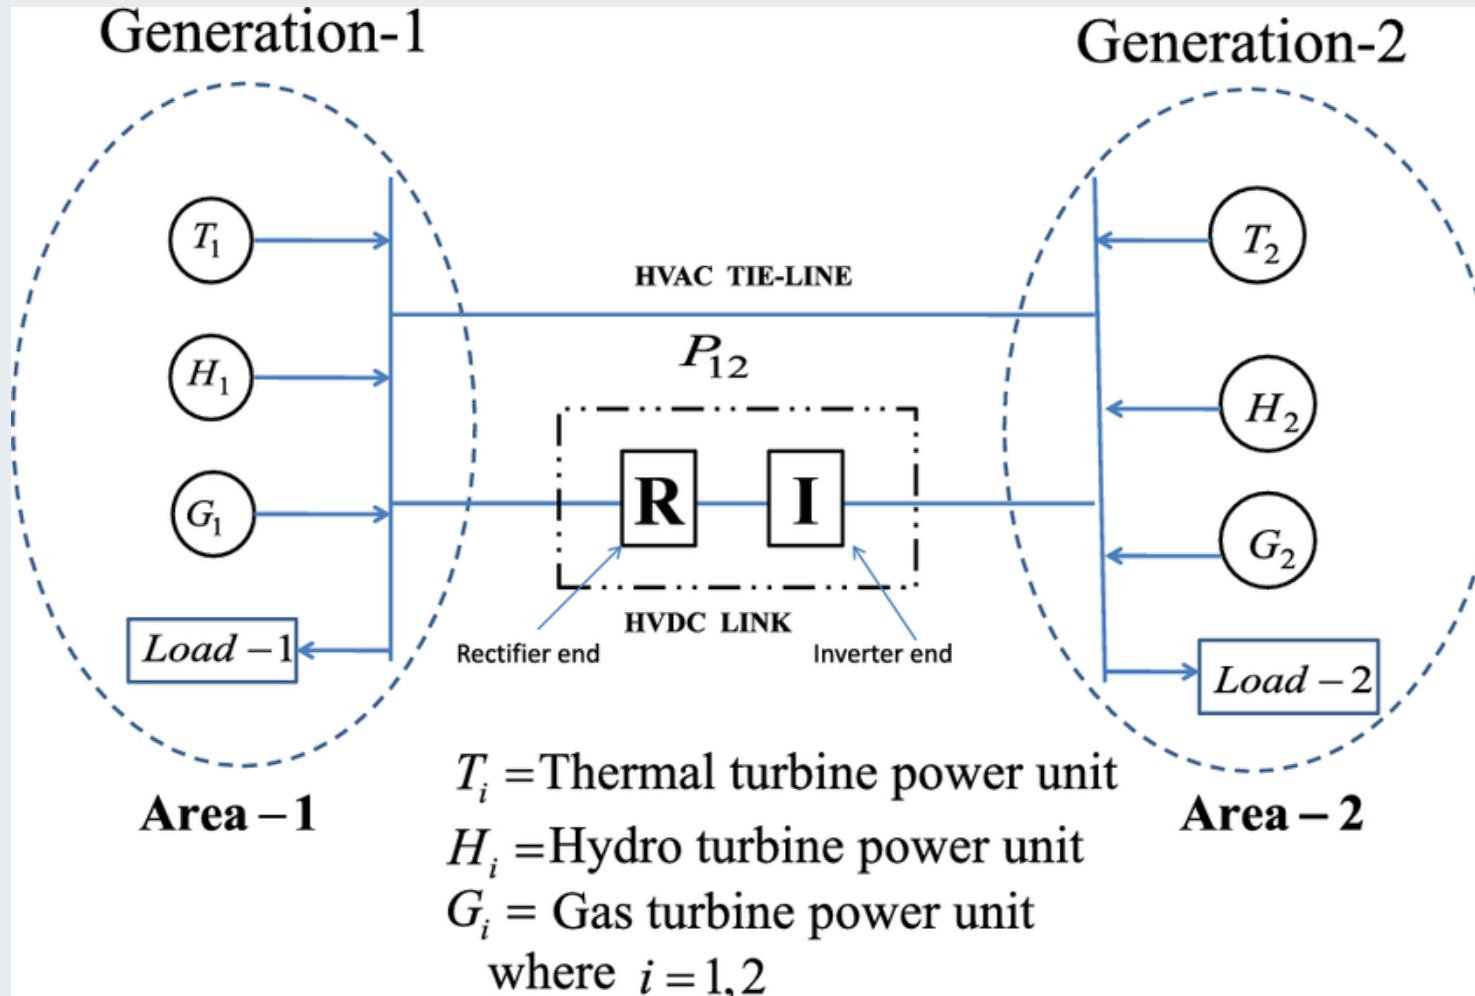 Generation-1
Generation-2
T₁
T₂
HVAC TIE-LINE
P₁₂
H₁
H₂
R
I
G₁
G₂
HVDC LINK
Load – 1
Rectifier end
Inverter end
Load – 2
Area – 1
Area – 2
Tᵢ =Thermal turbine power unit
Hᵢ =Hydro turbine power unit
Gᵢ = Gas turbine power unit
where i = 1,2